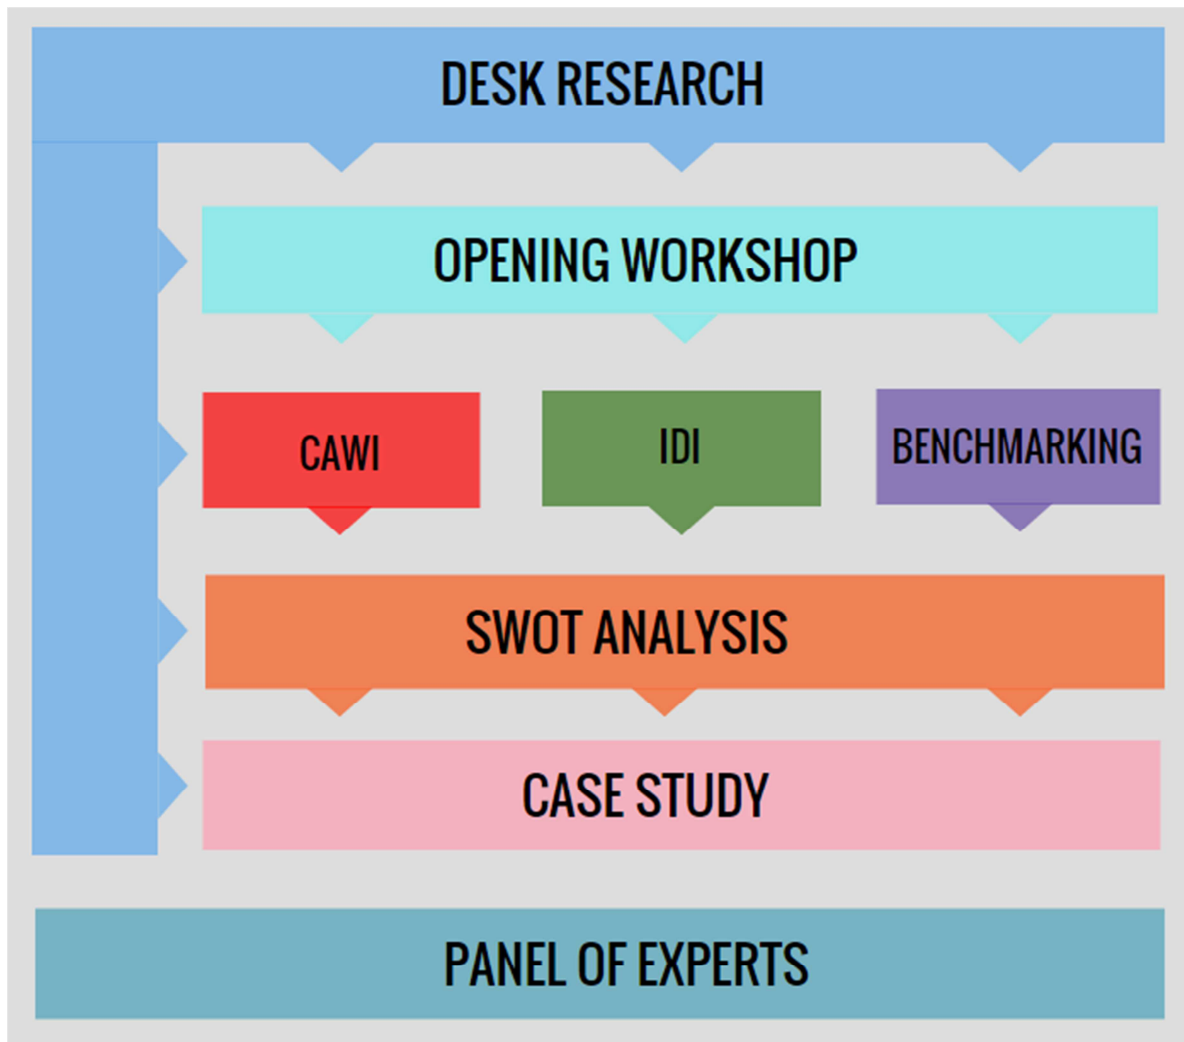 DESK RESEARCH
OPENING WORKSHOP
CAWI
IDI
BENCHMARKING
SWOT ANALYSIS
CASE STUDY
PANEL OF EXPERTS